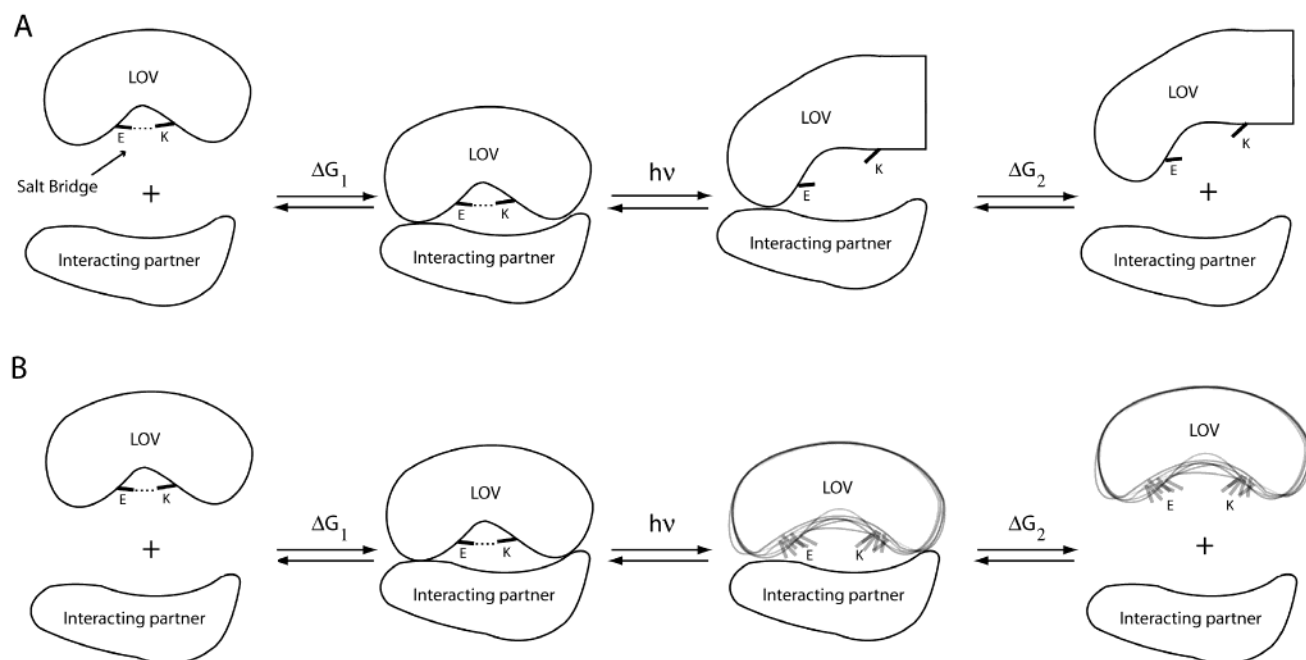 A
LOV
E K
Salt Bridge
+
Interacting partner
ΔG1
LOV
E K
Interacting partner
hν
LOV
E
K
Interacting partner
ΔG2
LOV
E
K
+
Interacting partner
B
LOV
E K
+
Interacting partner
ΔG1
LOV
E K
Interacting partner
hν
LOV
E K
Interacting partner
ΔG2
LOV
E K
+
Interacting partner